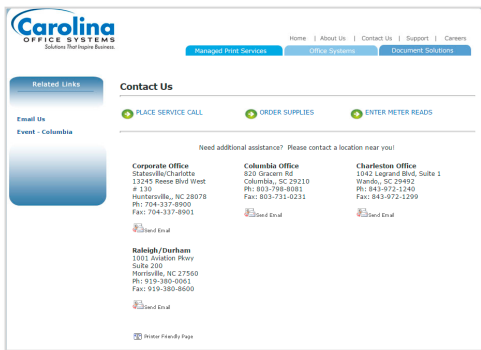 Carolina
OFFICE SYSTEMS
Solutions That Inspire Business.
Home | About Us | Contact Us | Support | Careers
Managed Print Services
Office Systems
Document Solutions
Related Links
Email Us
Event - Columbia
Contact Us
PLACE SERVICE CALL
ORDER SUPPLIES
ENTER METER READS
Need additional assistance? Please contact a location near you!
Corporate Office
Statesville/Charlotte
13245 Reese Blvd West
# 130
Huntersville,, NC 28078
Ph: 704-337-8900
Fax: 704-337-8901
Send Email
Columbia Office
820 Gracern Rd
Columbia,, SC 29210
Ph: 803-798-8081
Fax: 803-731-0231
Send Email
Charleston Office
1042 Legrand Blvd, Suite 1
Wando,, SC 29492
Ph: 843-972-1240
Fax: 843-972-1299
Send Email
Raleigh/Durham
1001 Aviation Pkwy
Suite 200
Morrisville, NC 27560
Ph: 919-380-0061
Fax: 919-380-8600
Send Email
Printer Friendly Page